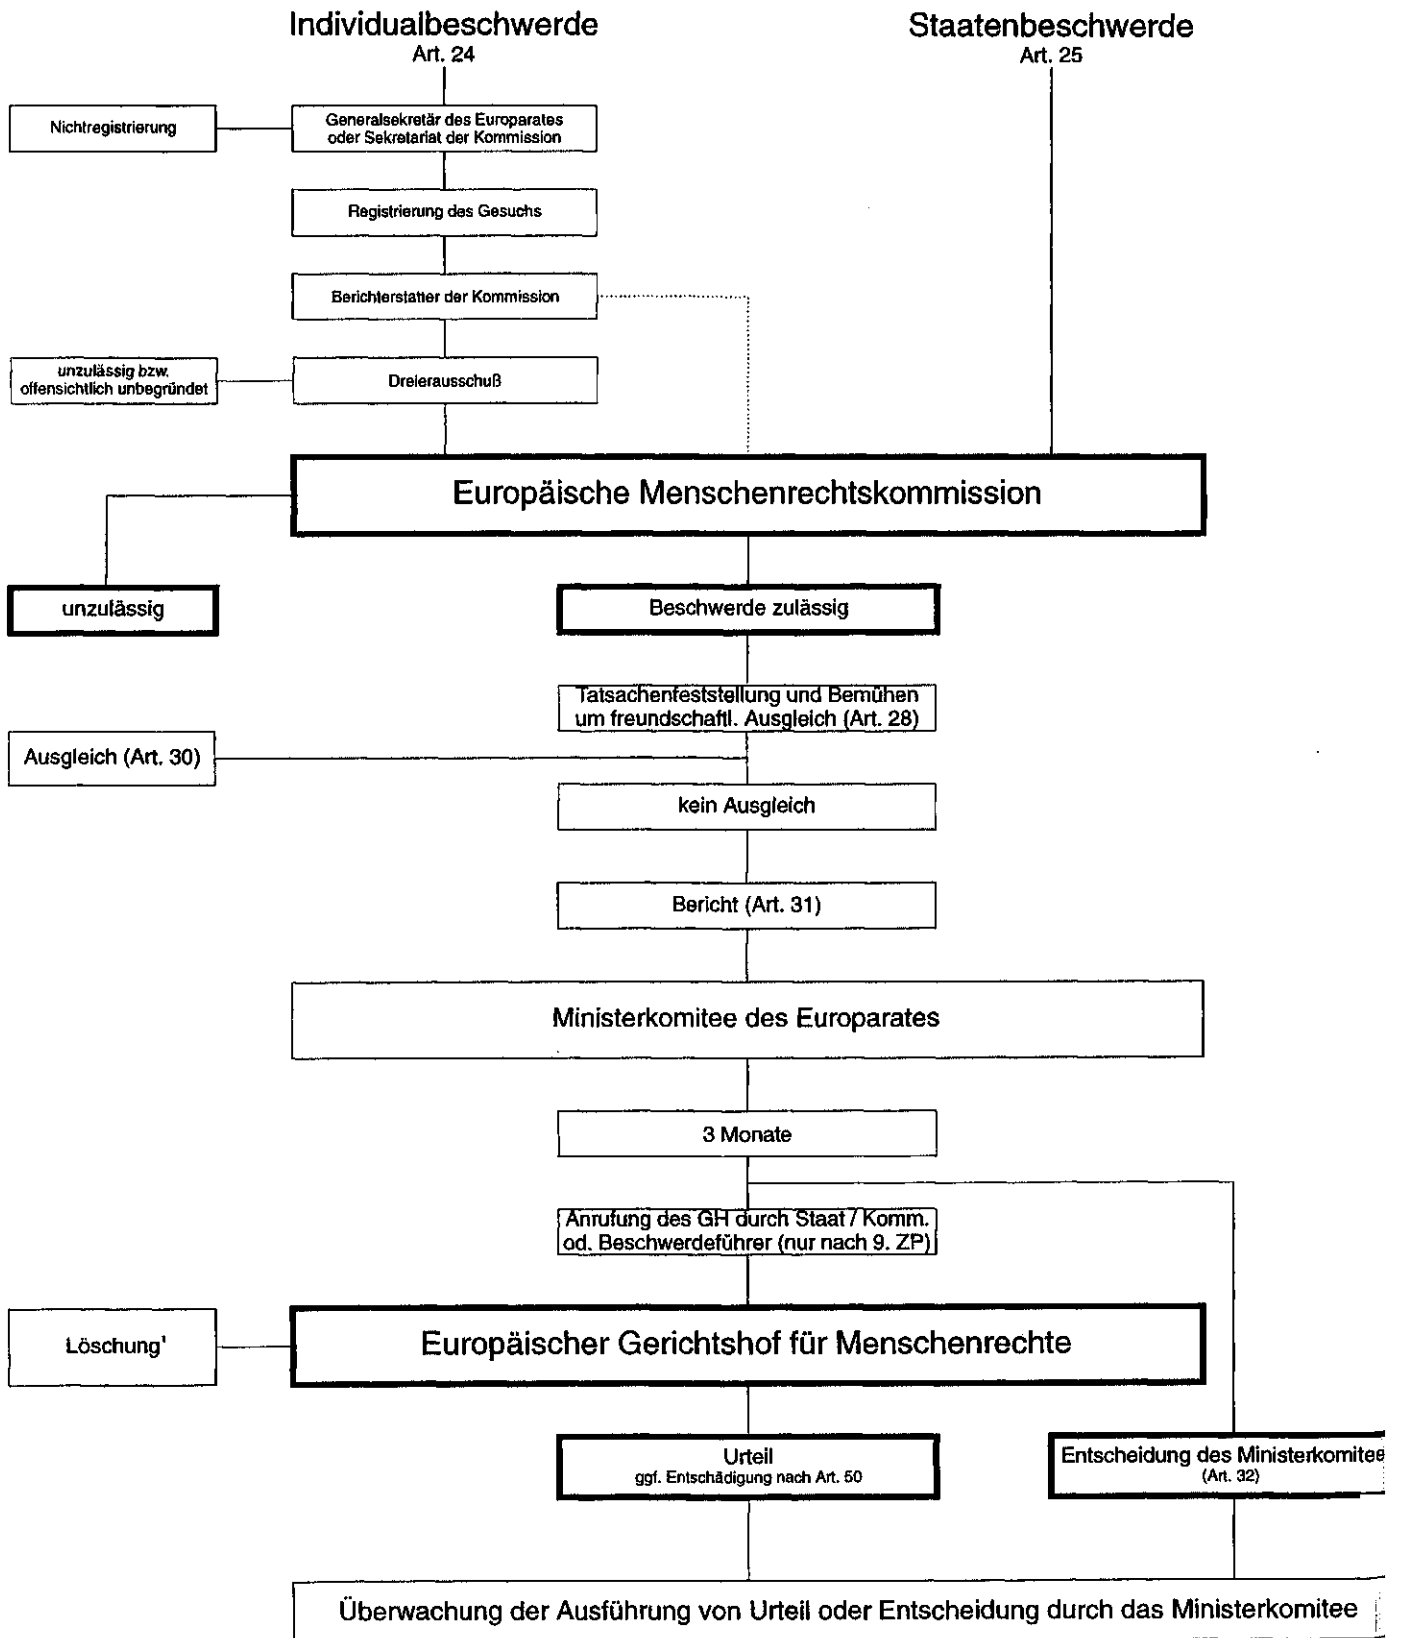 Individualbeschwerde
Art. 24
Staatenbeschwerde
Art. 25
Nichtregistrierung
Generalsekretär des Europarates
oder Sekretariat der Kommission
Registrierung des Gesuchs
Berichterstatter der Kommission
unzulässig bzw.
offensichtlich unbegründet
Dreierausschuß
Europäische Menschenrechtskommission
unzulässig
Beschwerde zulässig
Tatsachenfeststellung und Bemühen
um freundschaftl. Ausgleich (Art. 28)
Ausgleich (Art. 30)
kein Ausgleich
Bericht (Art. 31)
Ministerkomitee des Europarates
3 Monate
Anrufung des GH durch Staat / Komm.
od. Beschwerdeführer (nur nach 9. ZP)
Löschung¹
Europäischer Gerichtshof für Menschenrechte
Urteil
ggf. Entschädigung nach Art. 50
Entscheidung des Ministerkomitee
(Art. 32)
Überwachung der Ausführung von Urteil oder Entscheidung durch das Ministerkomitee